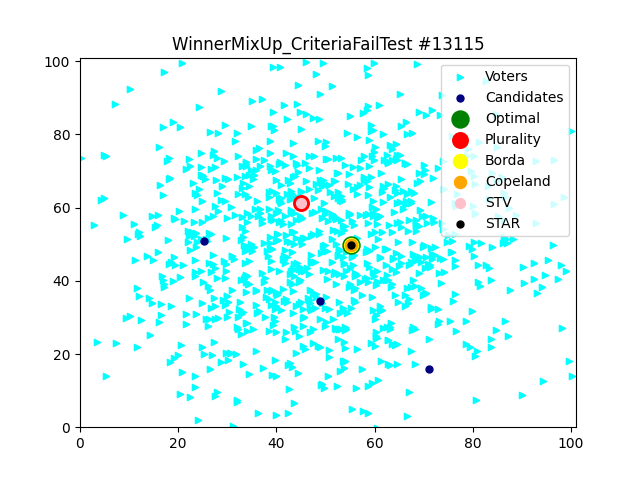 WinnerMixUp_CriteriaFailTest #13115
100
80
60
40
20
0
0
20
40
60
80
100
Voters
Candidates
Optimal
Plurality
Borda
Copeland
STV
STAR